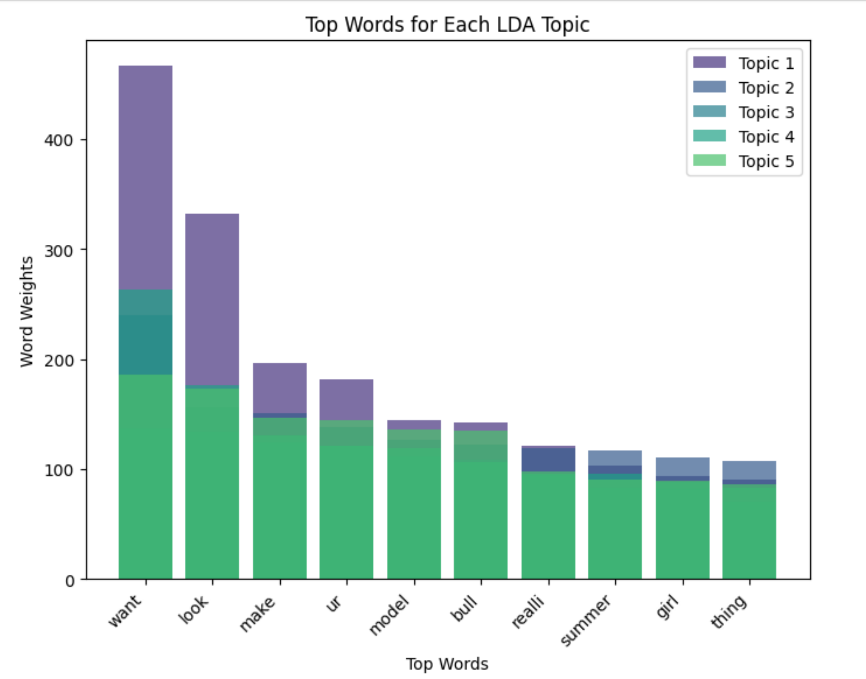 Top Words for Each LDA Topic
Topic 1
Topic 2
Topic 3
Topic 4
Topic 5
Word Weights
400
300
200
100
0
want
look
make
ur
model
bull
realli
summer
girl
thing
Top Words